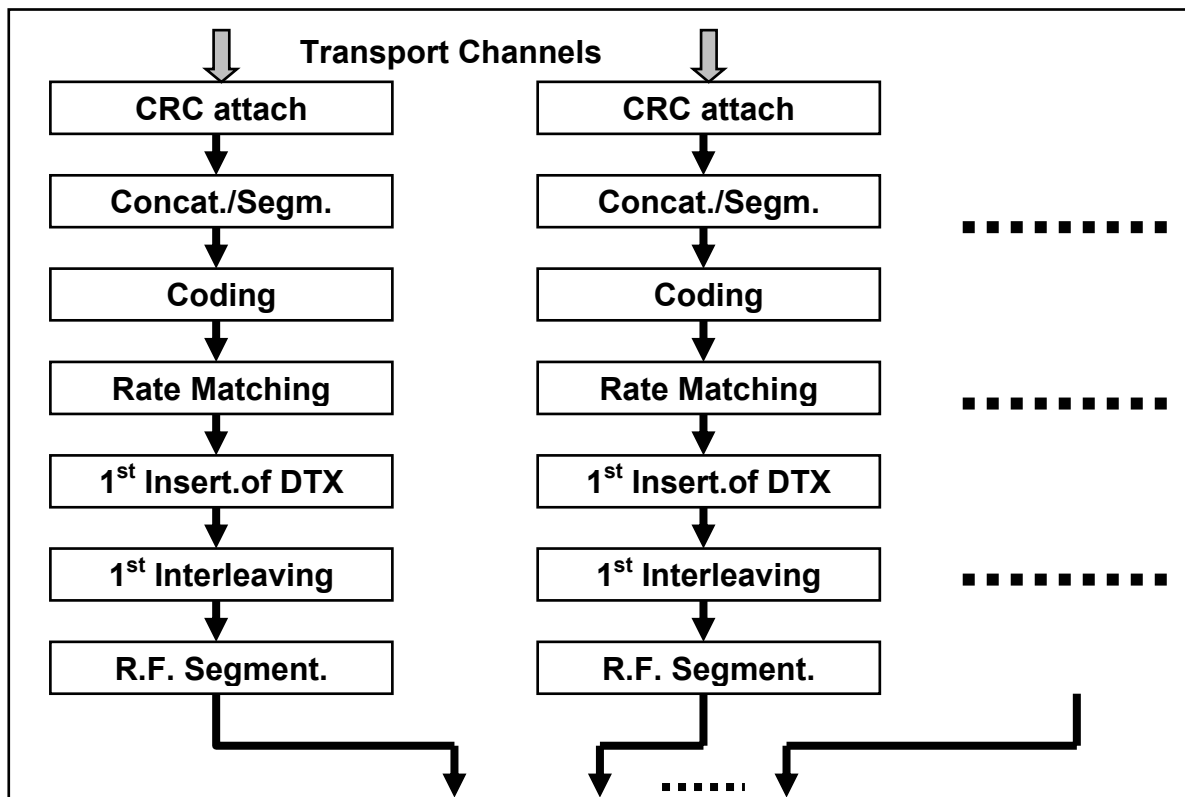 Transport Channels
CRC attach
Concat./Segm.
Coding
Rate Matching
1st Insert.of DTX
1st Interleaving
R.F. Segment.
CRC attach
Concat./Segm.
Coding
Rate Matching
1st Insert.of DTX
1st Interleaving
R.F. Segment.